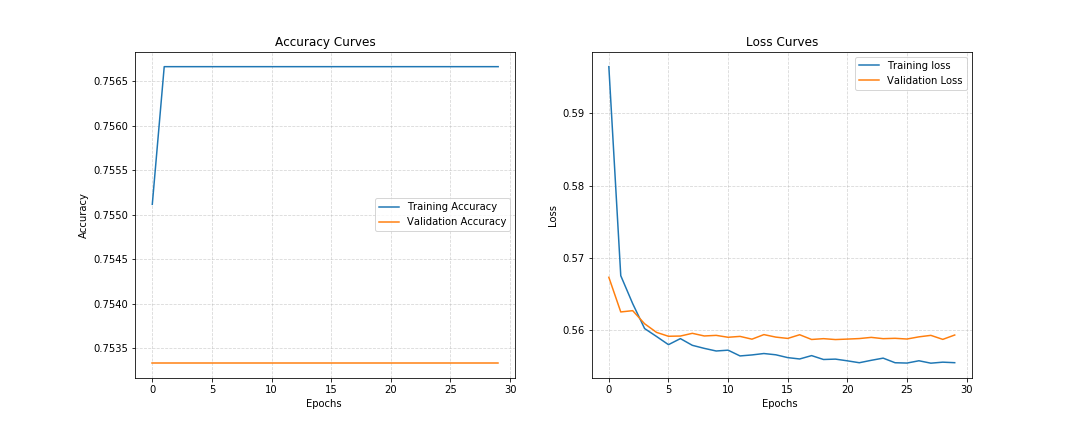 Accuracy Curves
0.7565
0.7560
0.7555
0.7550
0.7545
0.7540
0.7535
Accuracy
Training Accuracy
Validation Accuracy
0 5 10 15 20 25 30
Epochs
Loss Curves
0.59
0.58
0.57
0.56
Loss
Training loss
Validation Loss
0 5 10 15 20 25 30
Epochs